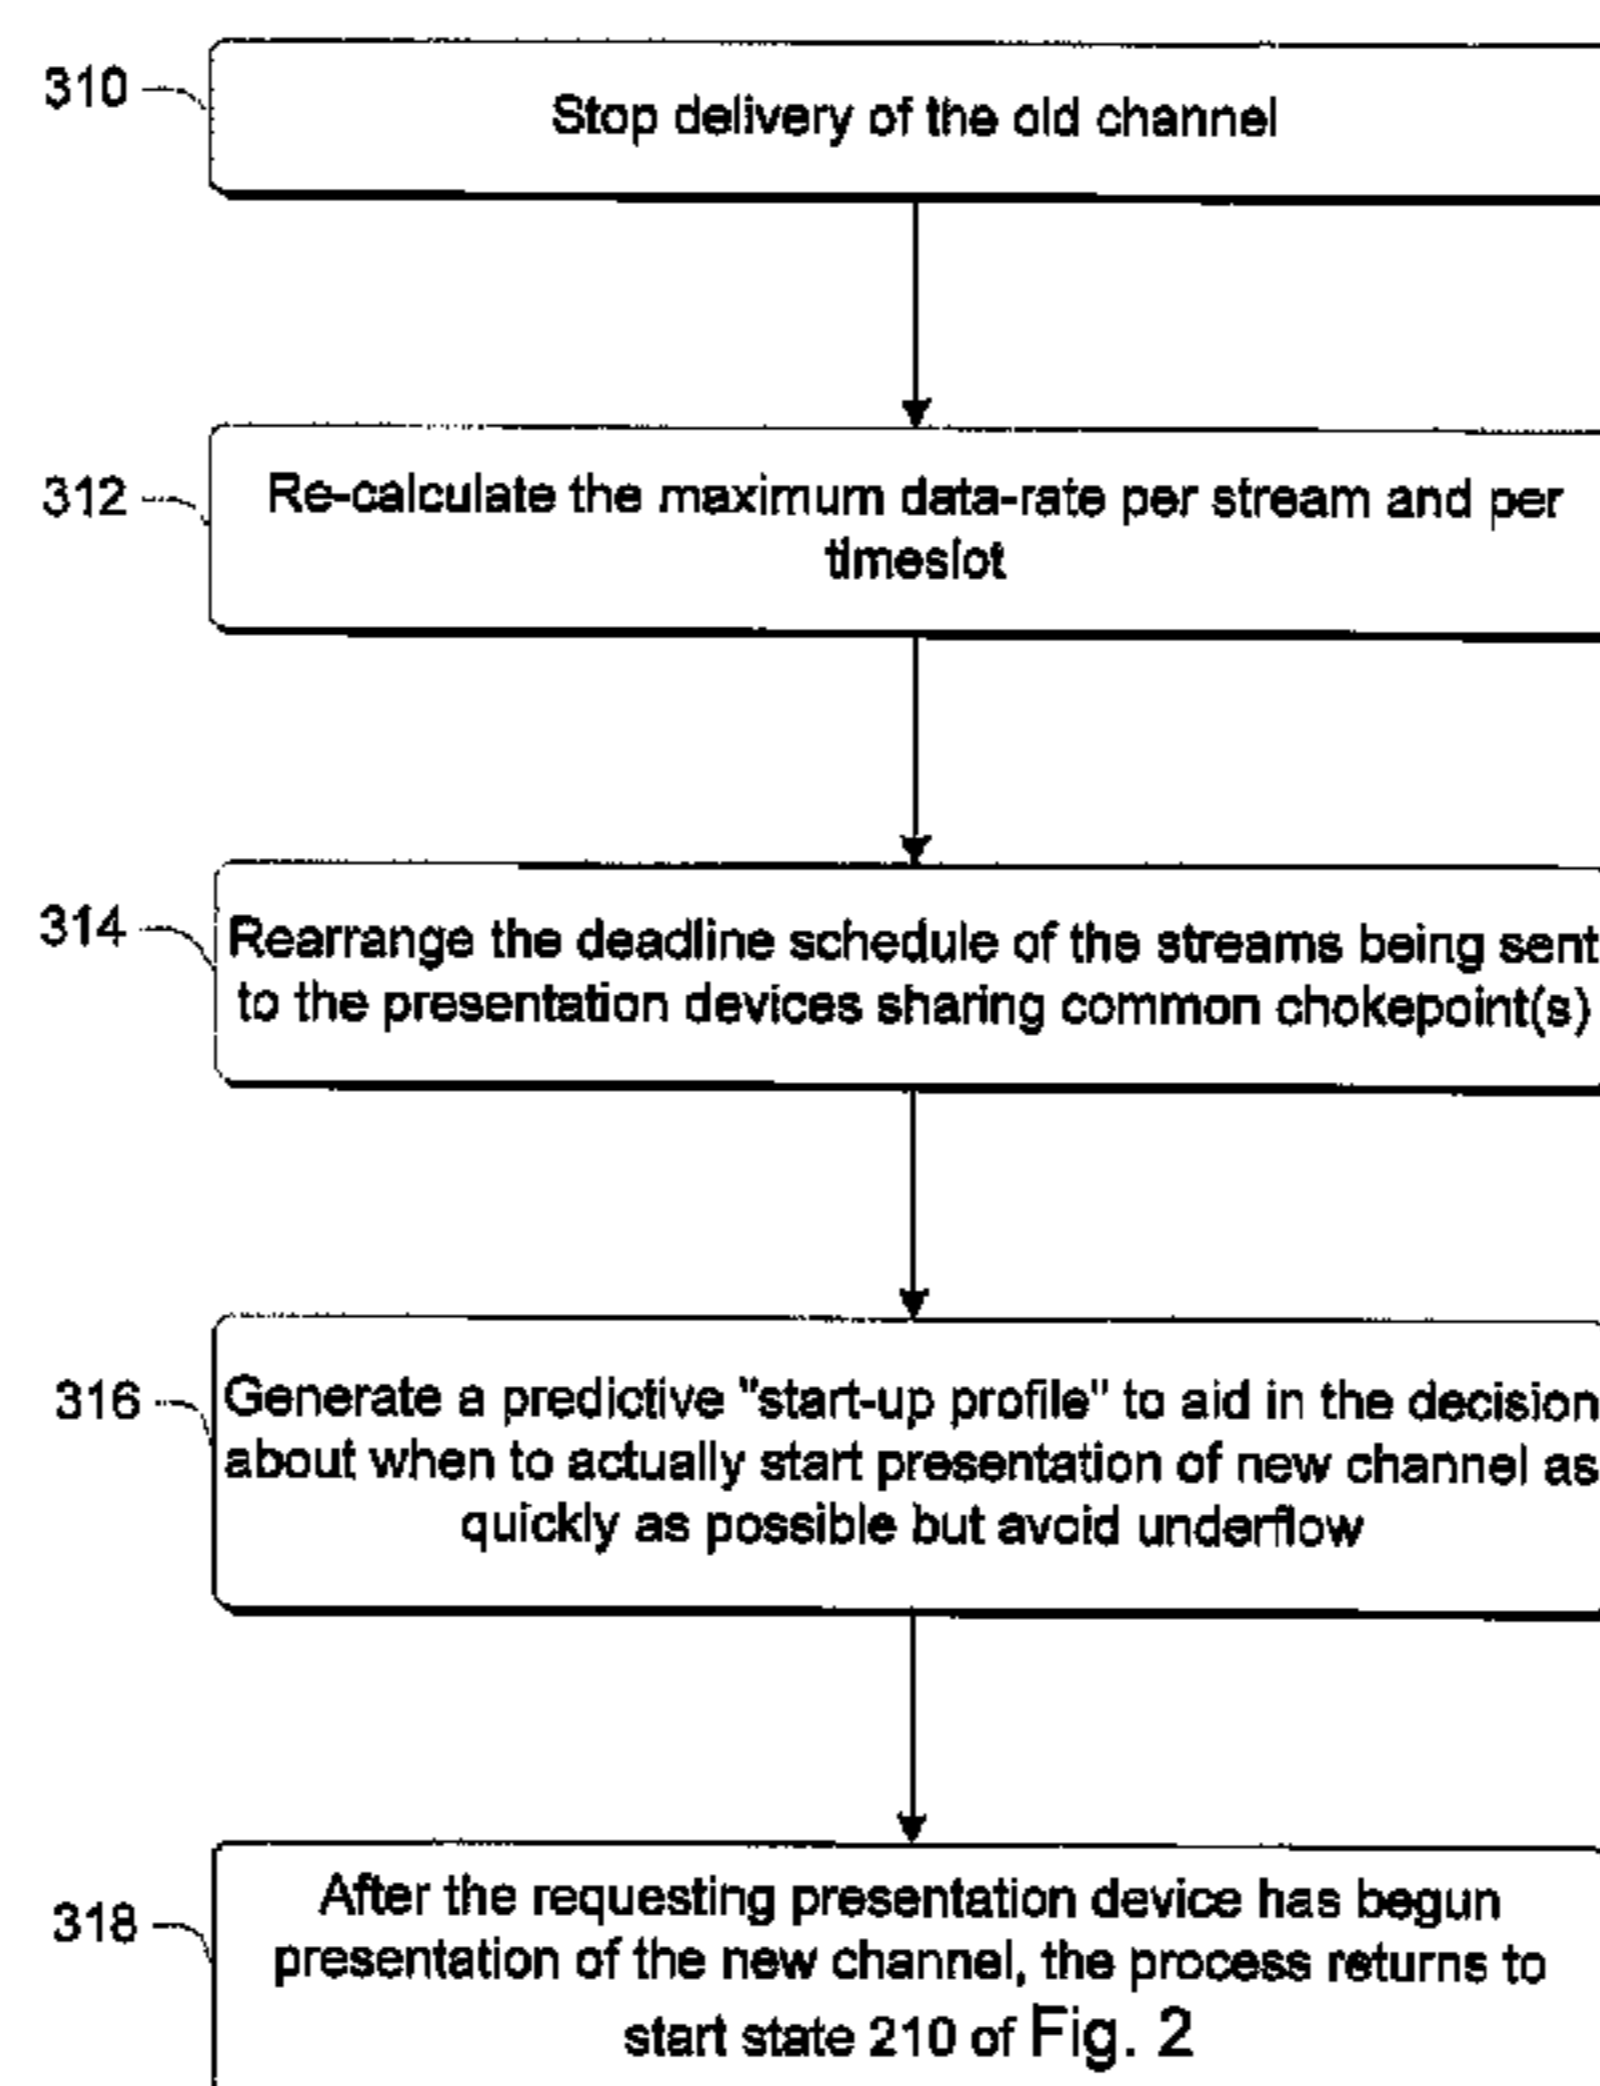 310
Stop delivery of the old channel
312
Re-calculate the maximum data-rate per stream and per
timeslot
314
Rearrange the deadline schedule of the streams being sent
to the presentation devices sharing common chokepoint(s)
316
Generate a predictive "start-up profile" to aid in the decision
about when to actually start presentation of new channel as
quickly as possible but avoid underflow
318
After the requesting presentation device has begun
presentation of the new channel, the process returns to
start state 210 of Fig. 2